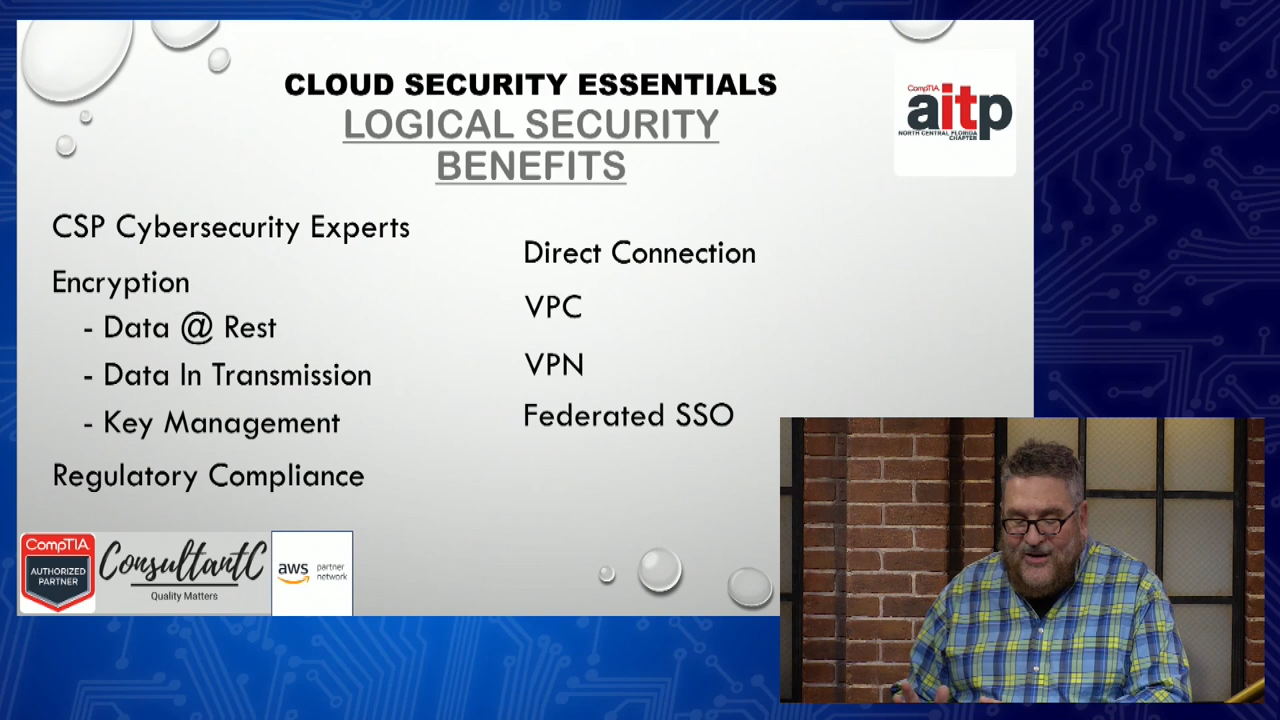 CLOUD SECURITY ESSENTIALS
LOGICAL SECURITY
BENEFITS
CompTIA
aitp
NORTH CENTRAL FLORIDA
CHAPTER
CSP Cybersecurity Experts
Encryption
- Data @ Rest
- Data In Transmission
- Key Management
Regulatory Compliance
Direct Connection
VPC
VPN
Federated SSO
CompTIA
AUTHORIZED
PARTNER
ConsultantC
Quality Matters
aws
partner
network